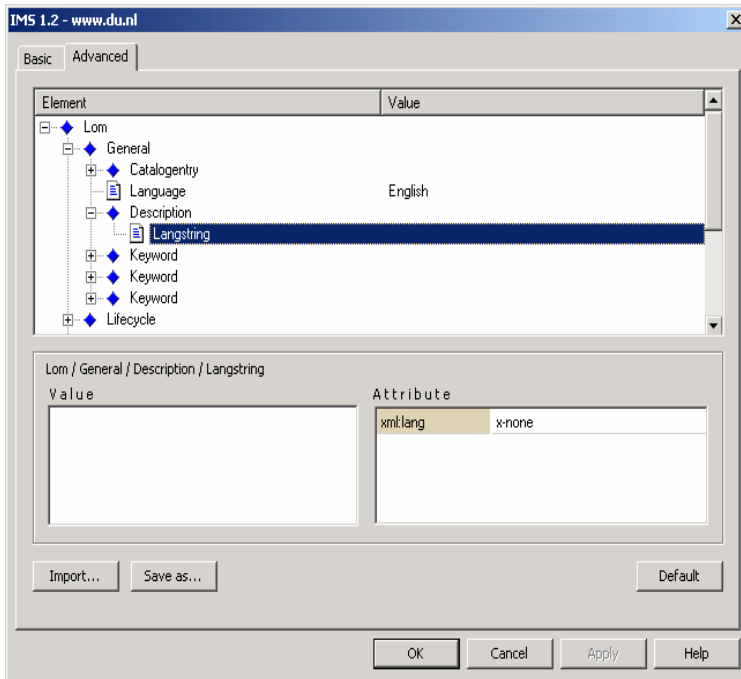 IMS 1.2 - www.du.nl
Basic Advanced
Element Value
Lom
General
Catalogentry
Language English
Description
Langstring
Keyword
Keyword
Keyword
Lifecycle
Lom / General / Description / Langstring
Value Attribute
xml:lang x-none
Import... Save as... Default
OK Cancel Apply Help